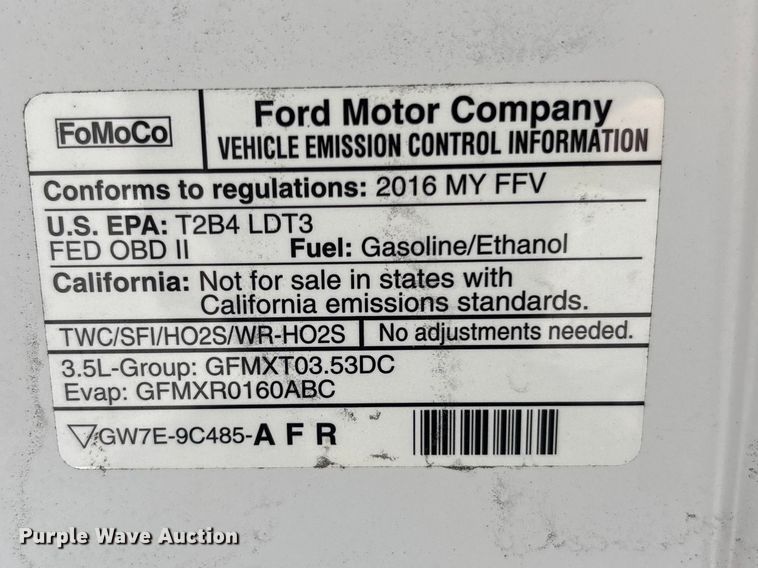 FoMoCo
Ford Motor Company
VEHICLE EMISSION CONTROL INFORMATION
Conforms to regulations: 2016 MY FFV
U.S. EPA: T2B4 LDT3
FED OBD II Fuel: Gasoline/Ethanol
California: Not for sale in states with
California emissions standards.
TWC/SFI/HO2S/WR-HO2S No adjustments needed.
3.5L-Group: GFMXT03.53DC
Evap: GFMXR0160ABC
GW7E-9C485-A F R
Purple Wave Auction